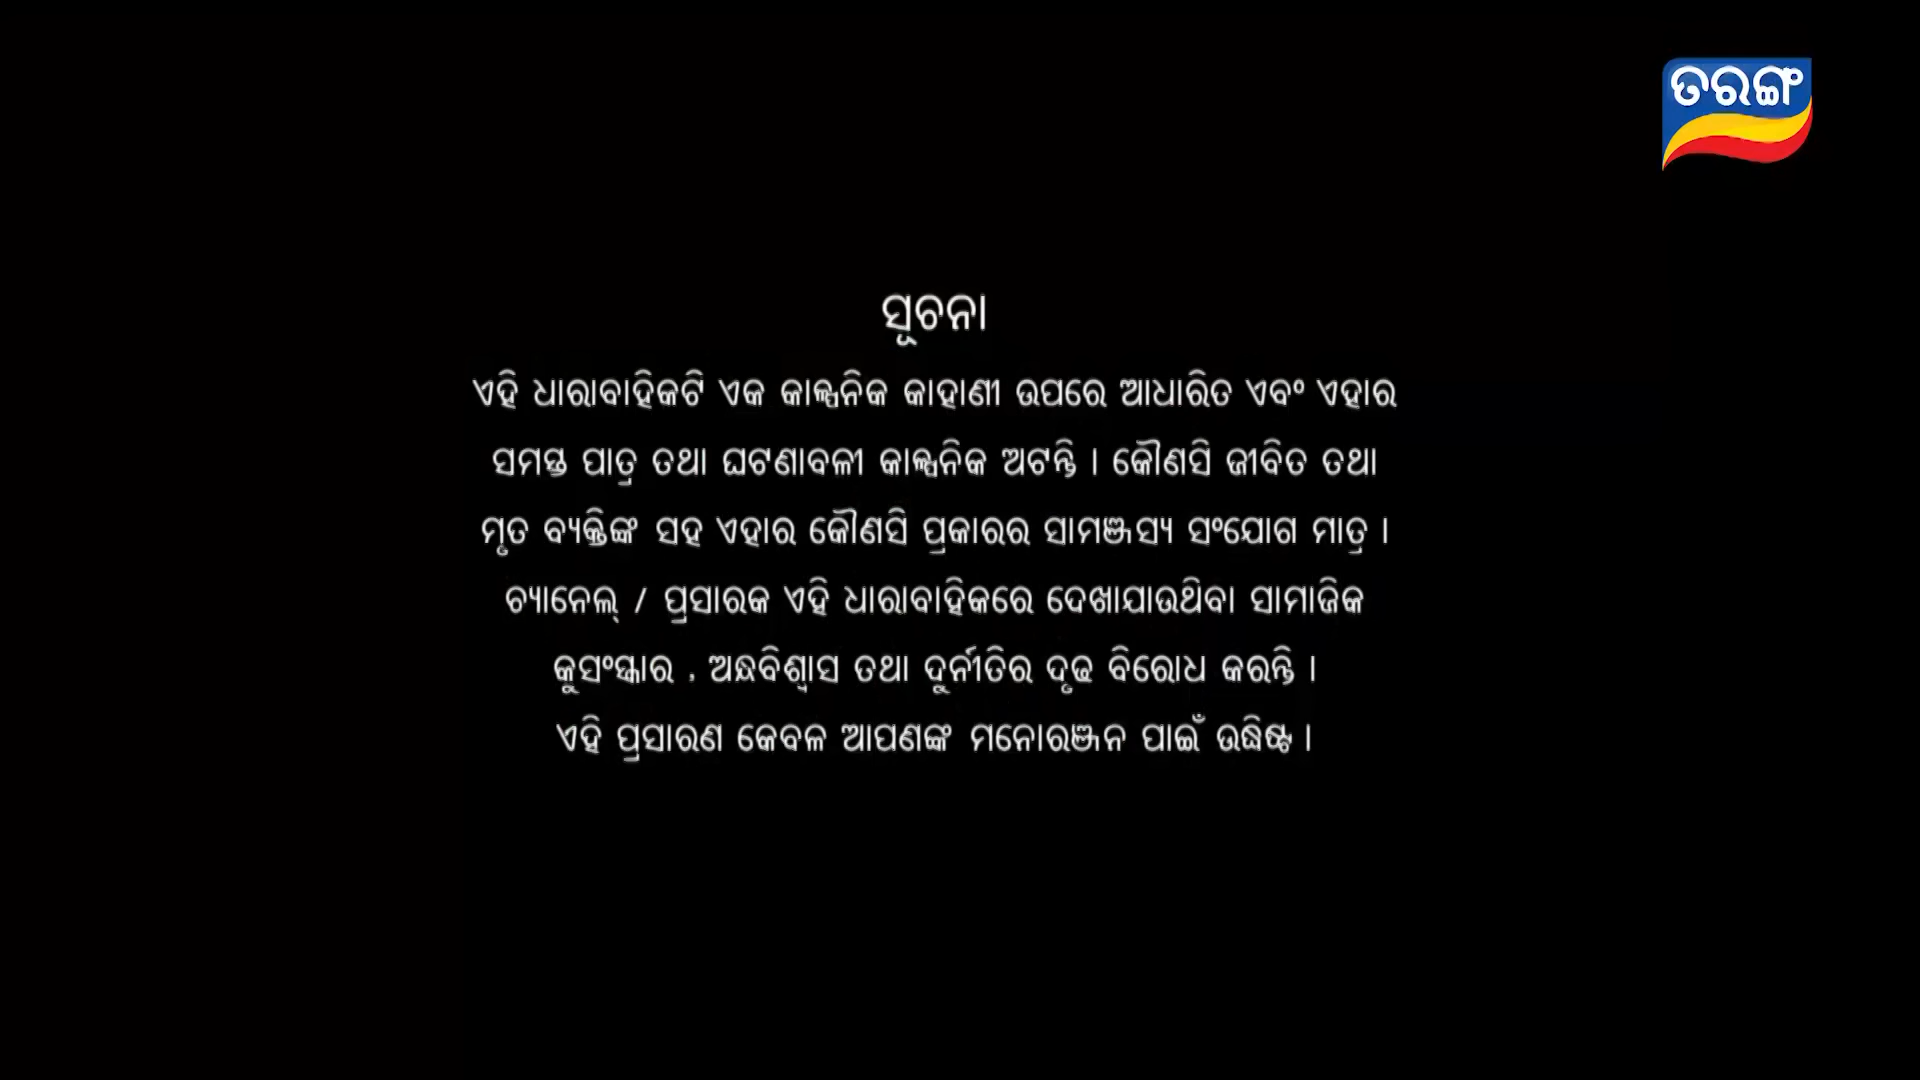 ତରଙ୍ଗ
ସୂଚନା
ଏହି ଧାରାବାହିକଟି ଏକ କାଳ୍ପନିକ କାହାଣୀ ଉପରେ ଆଧାରିତ ଏବଂ ଏହାର
ସମସ୍ତ ପାତ୍ର ତଥା ଘଟଣାବଳୀ କାଳ୍ପନିକ ଅଟନ୍ତି । କୌଣସି ଜୀବିତ ତଥା
ମୃତ ବ୍ୟକ୍ତିଙ୍କ ସହ ଏହାର କୌଣସି ପ୍ରକାରର ସାମଞ୍ଜସ୍ୟ ସଂଯୋଗ ମାତ୍ର ।
ଚ୍ୟାନେଲ୍ / ପ୍ରସାରକ ଏହି ଧାରାବାହିକରେ ଦେଖାଯାଉଥିବା ସାମାଜିକ
କୁସଂସ୍କାର , ଅନ୍ଧବିଶ୍ୱାସ ତଥା ଦୁର୍ନୀତିର ଦୃଢ ବିରୋଧ କରନ୍ତି ।
ଏହି ପ୍ରସାରଣ କେବଳ ଆପଣଙ୍କ ମନୋରଞ୍ଜନ ପାଇଁ ଉଦ୍ଧିଷ୍ଟ ।